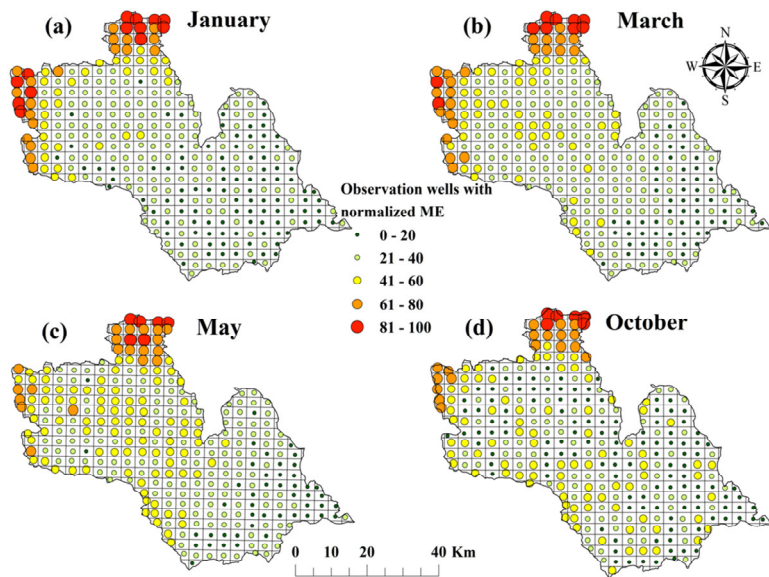 (a) January
(b) March
N
W E
S
Observation wells with
normalized ME
0 - 20
21 - 40
41 - 60
61 - 80
81 - 100
(c) May
(d) October
0 10 20 40 Km